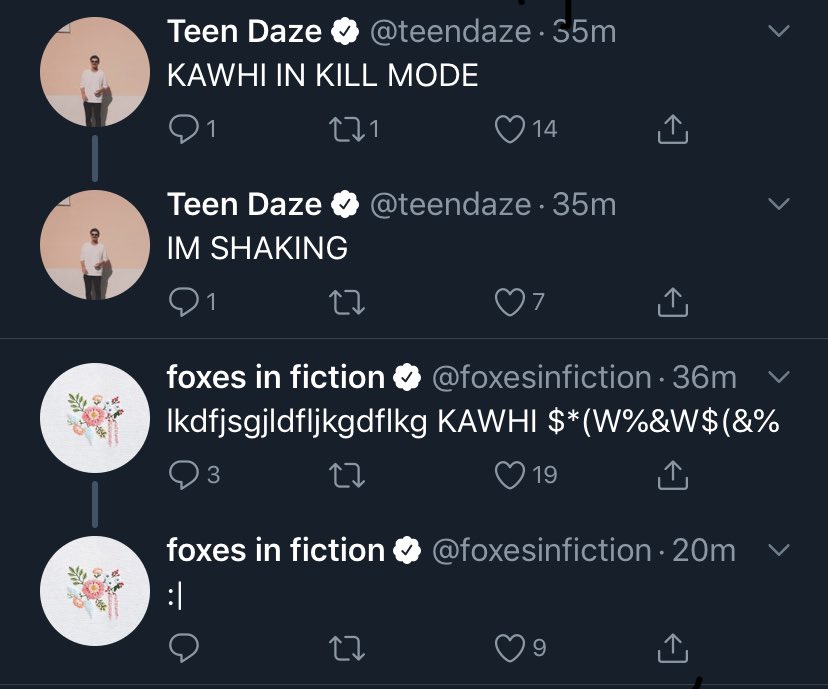 Teen Daze @teendaze · 35m
KAWHI IN KILL MODE
1 1 14
Teen Daze @teendaze · 35m
IM SHAKING
1 7
foxes in fiction @foxesinfiction · 36m
lkdfjsgjldfljkgdflkg KAWHI $*(W%&W$(&%
3 19
foxes in fiction @foxesinfiction · 20m
:|
9